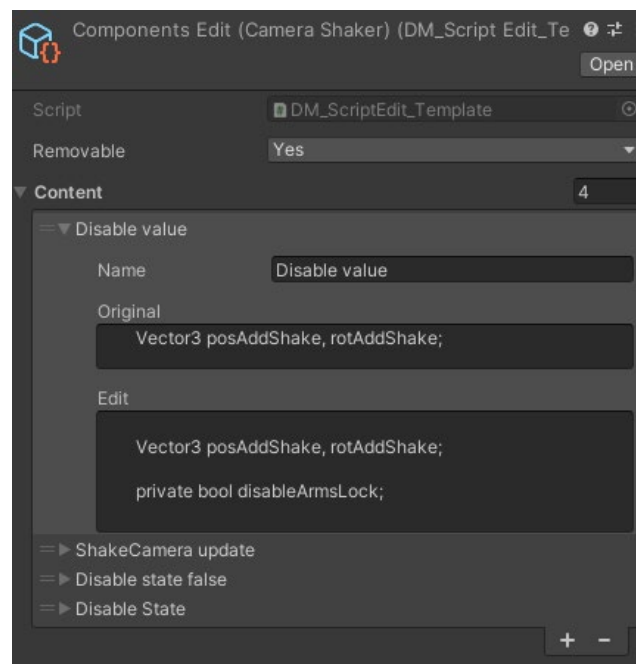 Components Edit (Camera Shaker) (DM_Script Edit_Te
Open
Script DM_ScriptEdit_Template
Removable Yes
Content 4
Disable value
Name Disable value
Original
Vector3 posAddShake, rotAddShake;
Edit
Vector3 posAddShake, rotAddShake;
private bool disableArmsLock;
ShakeCamera update
Disable state false
Disable State
+ -